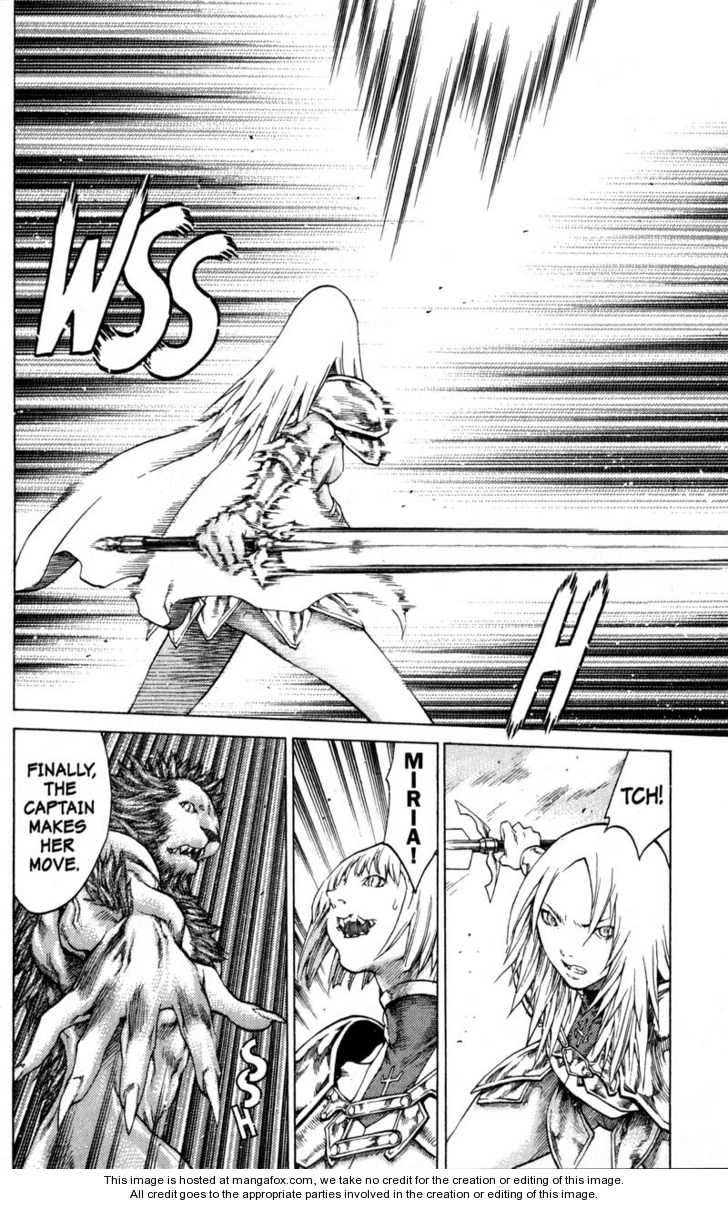 WSS
H
TCH!
MIRIA!
FINALLY,
THE
CAPTAIN
MAKES
HER
MOVE.
SSH
This image is hosted at mangafox.com, we take no credit for the creation or editing of this image.
All credit goes to the appropriate parties involved in the creation or editing of this image.